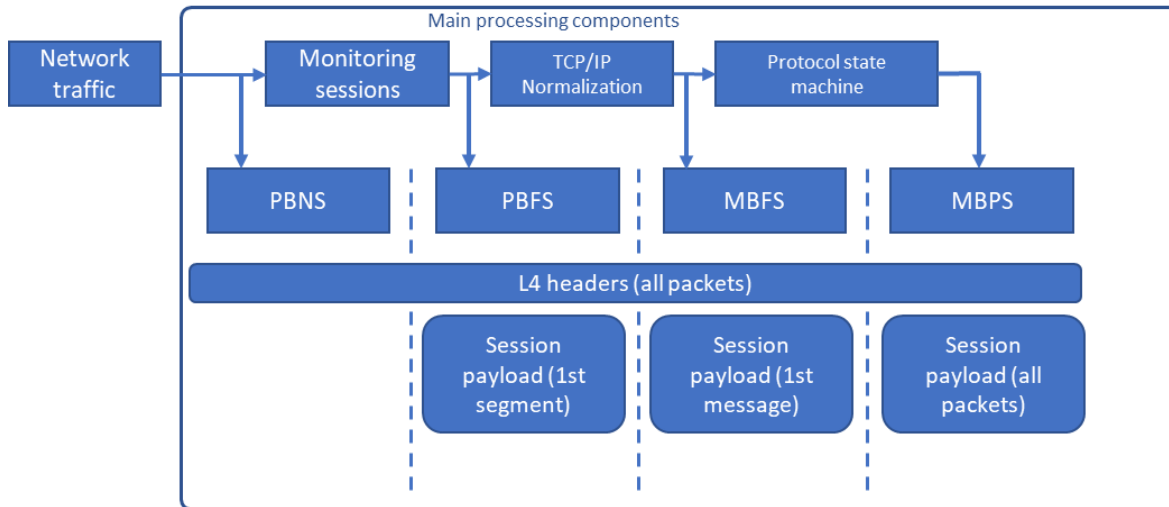 Main processing components
Network
traffic
Monitoring
sessions
TCP/IP
Normalization
Protocol state
machine
PBNS
PBFS
MBFS
MBPS
L4 headers (all packets)
Session
payload (1st
segment)
Session
payload (1st
message)
Session
payload (all
packets)